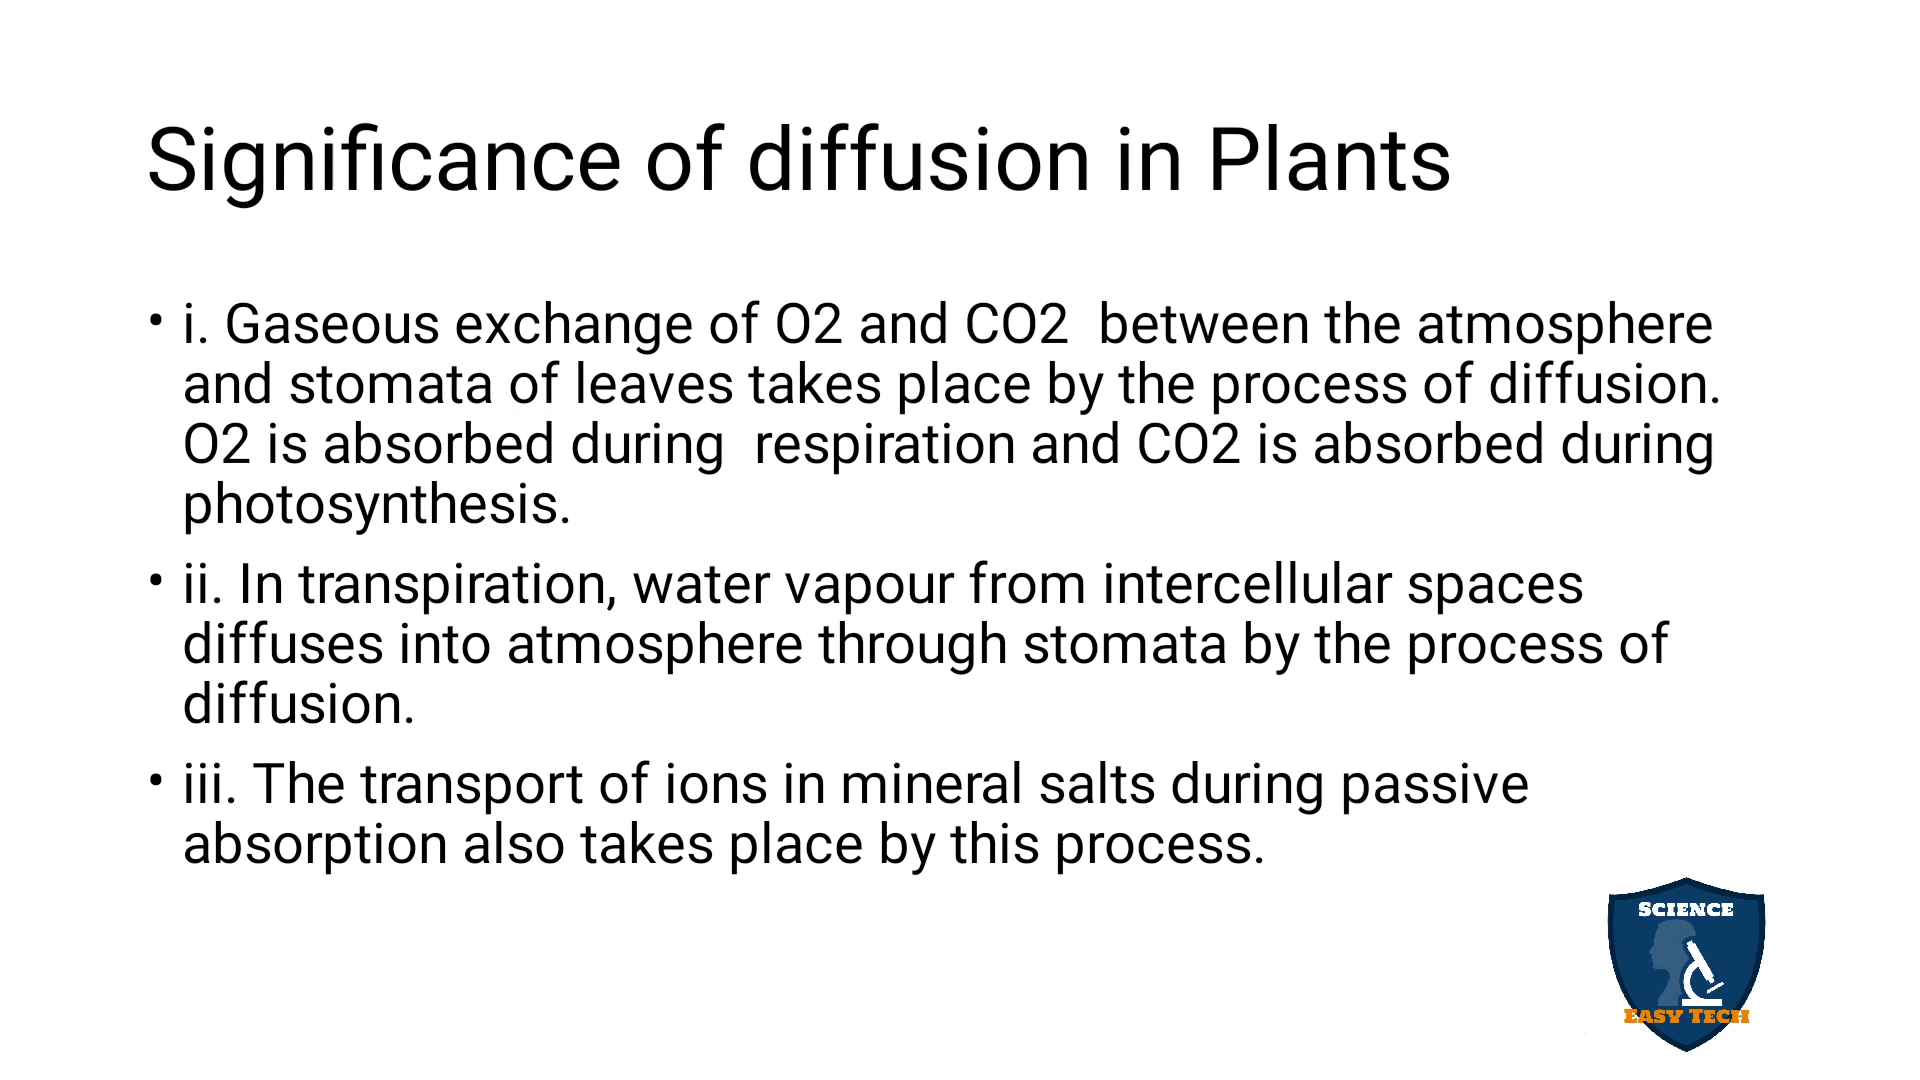 Significance of diffusion in Plants
• i. Gaseous exchange of O2 and CO2  between the atmosphere
and stomata of leaves takes place by the process of diffusion.
O2 is absorbed during  respiration and CO2 is absorbed during
photosynthesis.
• ii. In transpiration, water vapour from intercellular spaces
diffuses into atmosphere through stomata by the process of
diffusion.
• iii. The transport of ions in mineral salts during passive
absorption also takes place by this process.
SCIENCE
EASY TECH